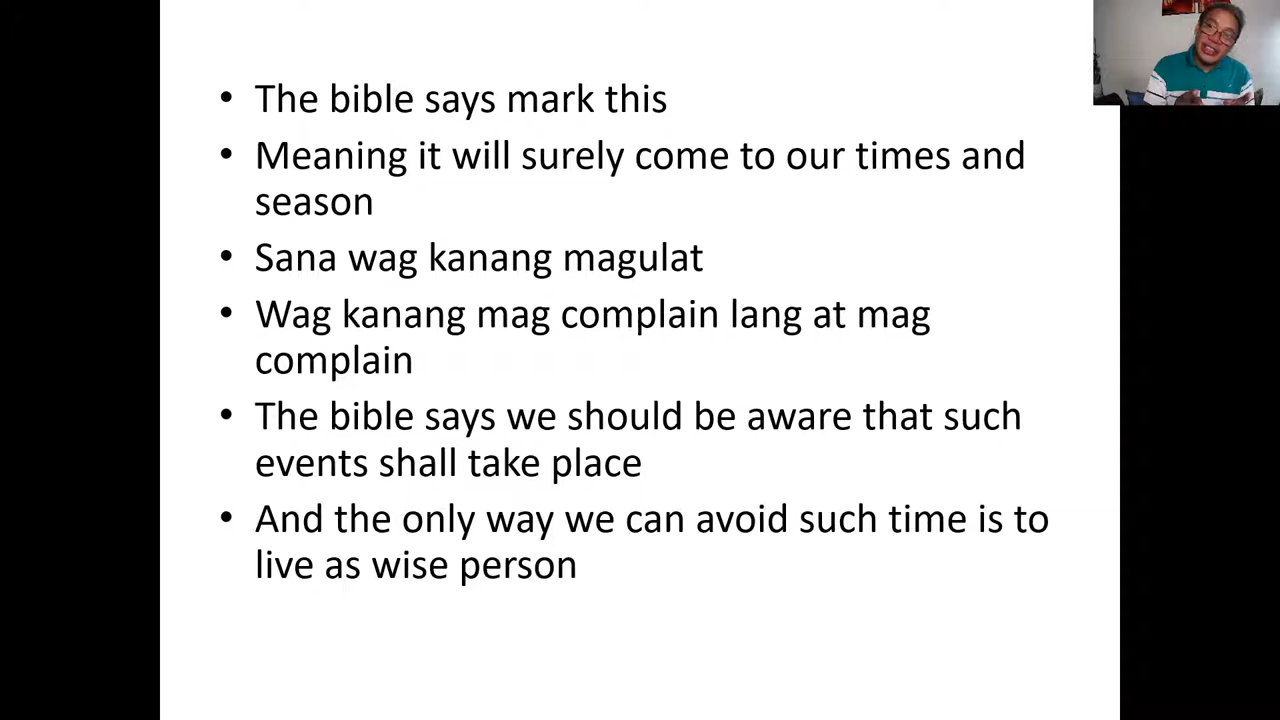 • The bible says mark this
• Meaning it will surely come to our times and
season
• Sana wag kanang magulat
• Wag kanang mag complain lang at mag
complain
• The bible says we should be aware that such
events shall take place
• And the only way we can avoid such time is to
live as wise person